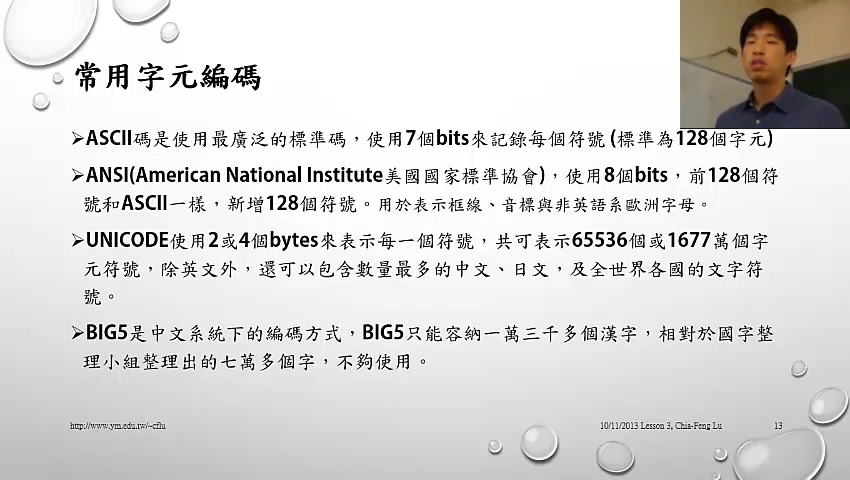 常用字元編碼
➢ASCII碼是使用最廣泛的標準碼，使用7個bits來記錄每個符號 (標準為128個字元)
➢ANSI(American National Institute美國國家標準協會)，使用8個bits，前128個符
號和ASCII一樣，新增128個符號。用於表示框線、音標與非英語系歐洲字母。
➢UNICODE使用2或4個bytes來表示每一個符號，共可表示65536個或1677萬個字
元符號，除英文外，還可以包含數量最多的中文、日文，及全世界各國的文字符
號。
➢BIG5是中文系統下的編碼方式，BIG5只能容納一萬三千多個漢字，相對於國字整
理小組整理出的七萬多個字，不夠使用。
http://www.ym.edu.tw/~cflu
10/11/2013 Lesson 3, Chia-Feng Lu
13